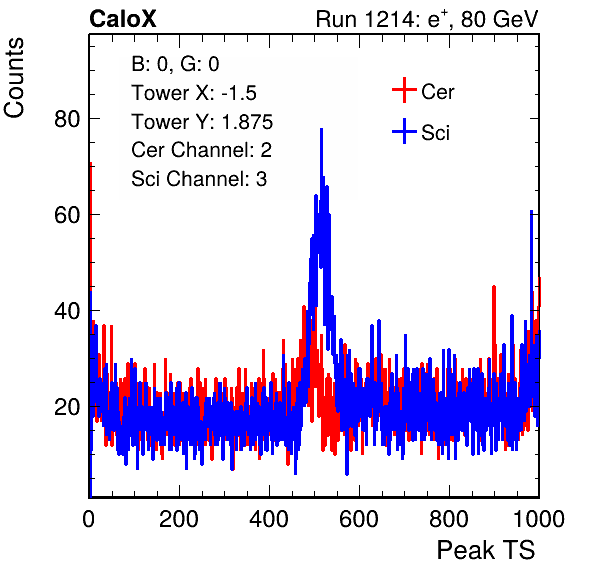 CaloX
Run 1214: e+, 80 GeV
Counts
B: 0, G: 0
Tower X: -1.5
Tower Y: 1.875
Cer Channel: 2
Sci Channel: 3
Cer
Sci
80
60
40
20
0 200 400 600 800 1000
Peak TS